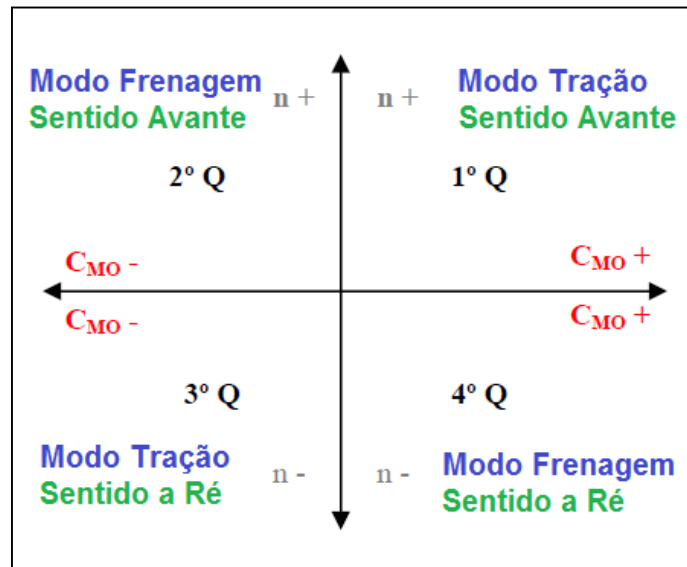 Modo Frenagem
Sentido Avante
n +
n +
Modo Tração
Sentido Avante
2º Q
1º Q
CMO -
CMO +
CMO -
CMO +
3º Q
4º Q
Modo Tração
Sentido a Ré
n -
n -
Modo Frenagem
Sentido a Ré